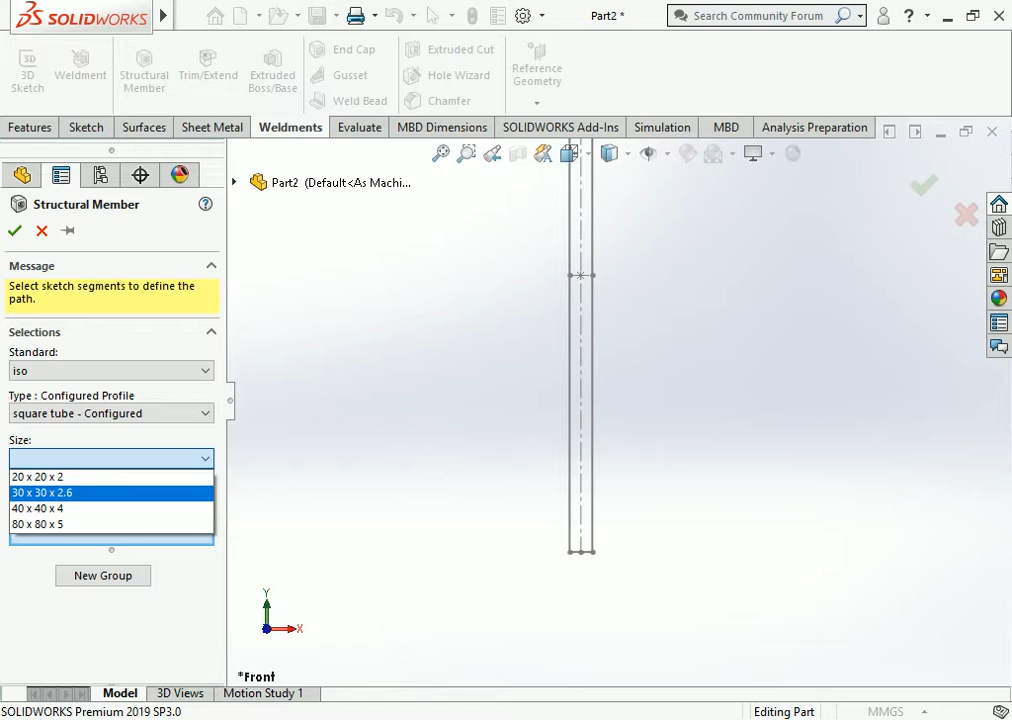 SOLIDWORKS
Part2 *
Search Community Forum
?
3D Sketch
Weldment
Structural Member
Trim/Extend
Extruded Boss/Base
End Cap
Gusset
Weld Bead
Extruded Cut
Hole Wizard
Chamfer
Reference Geometry
Features
Sketch
Surfaces
Sheet Metal
Weldments
Evaluate
MBD Dimensions
SOLIDWORKS Add-Ins
Simulation
MBD
Analysis Preparation
Part2 (Default<As Machi...
Structural Member
?
Message
Select sketch segments to define the
path.
Selections
Standard:
iso
Type : Configured Profile
square tube - Configured
Size:
20 x 20 x 2
30 x 30 x 2.6
40 x 40 x 4
80 x 80 x 5
New Group
Y
X
*Front
Model
3D Views
Motion Study 1
SOLIDWORKS Premium 2019 SP3.0
Editing Part
MMGS